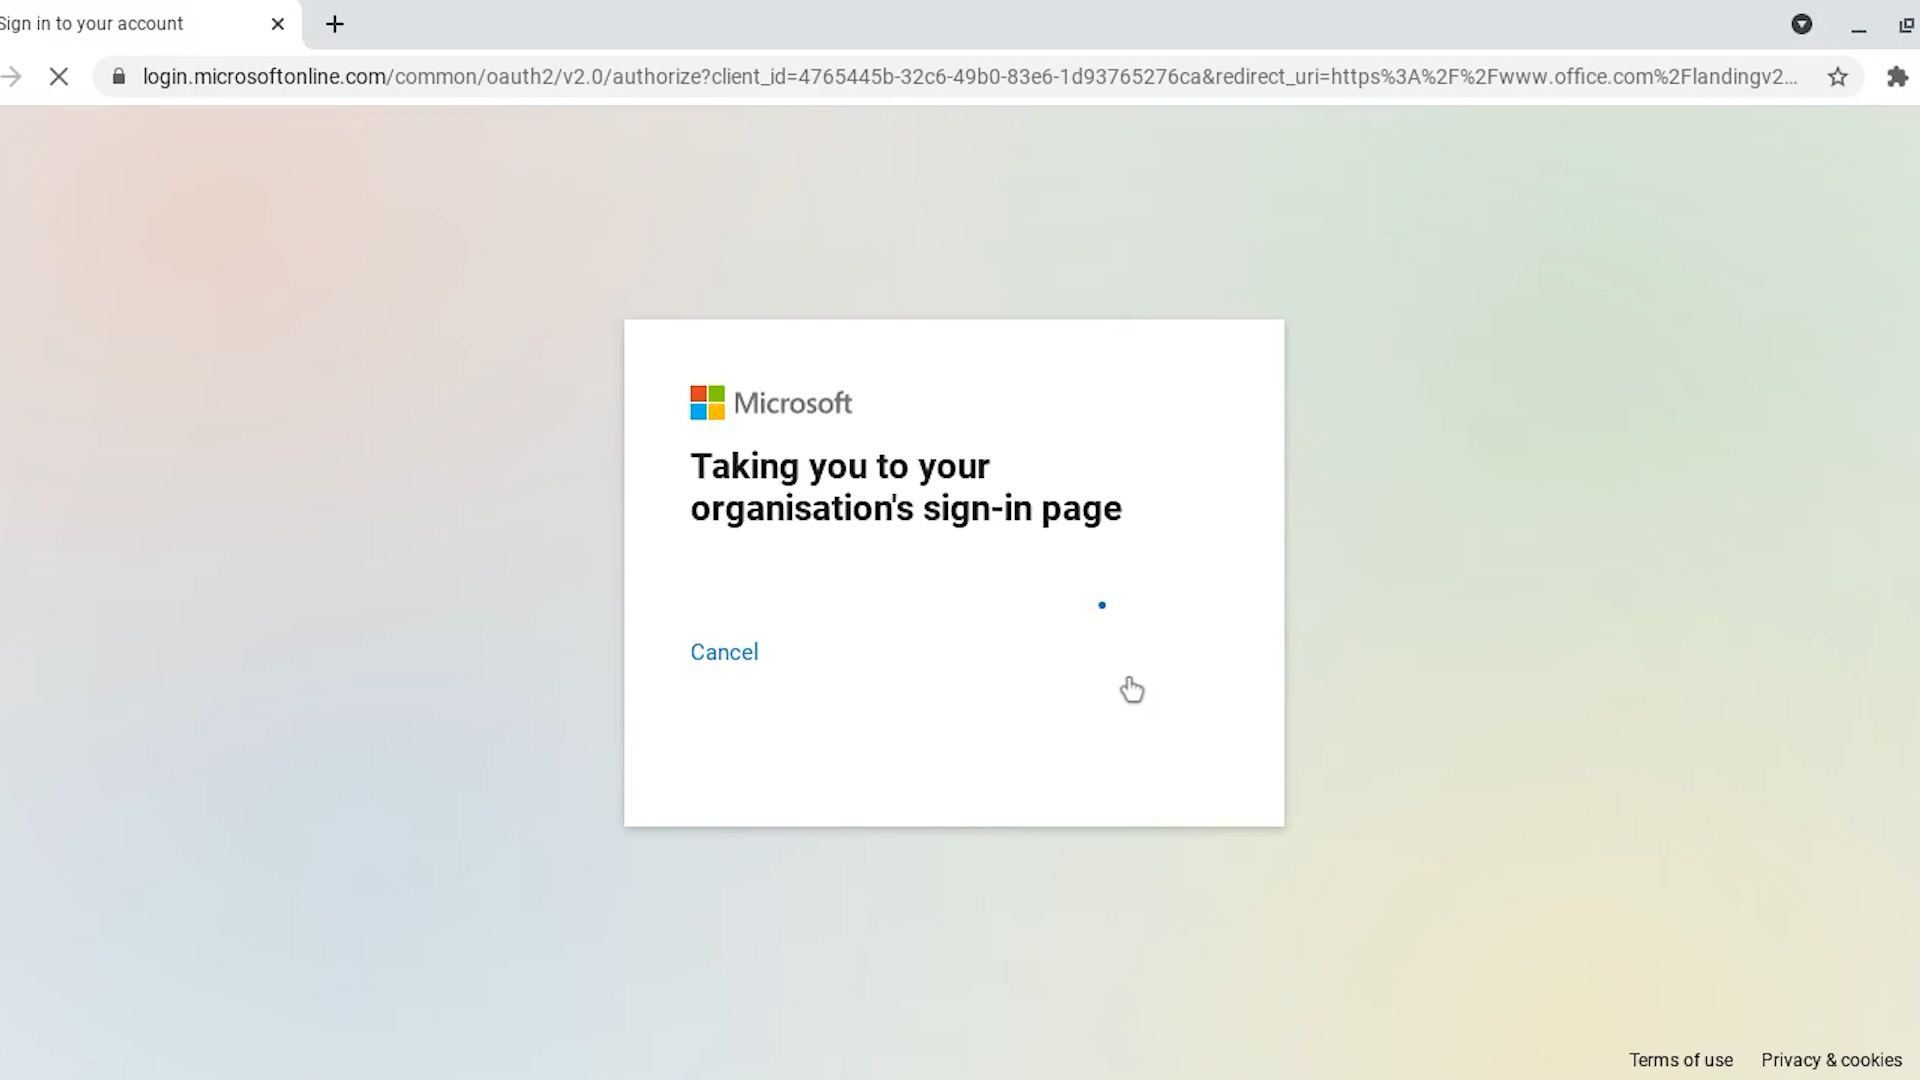 Sign in to your account
login.microsoftonline.com/common/oauth2/v2.0/authorize?client_id=4765445b-32c6-49b0-83e6-1d93765276ca&redirect_uri=https%3A%2F%2Fwww.office.com%2Flandingv2...
Microsoft
Taking you to your
organisation's sign-in page
Cancel
Terms of use Privacy & cookies